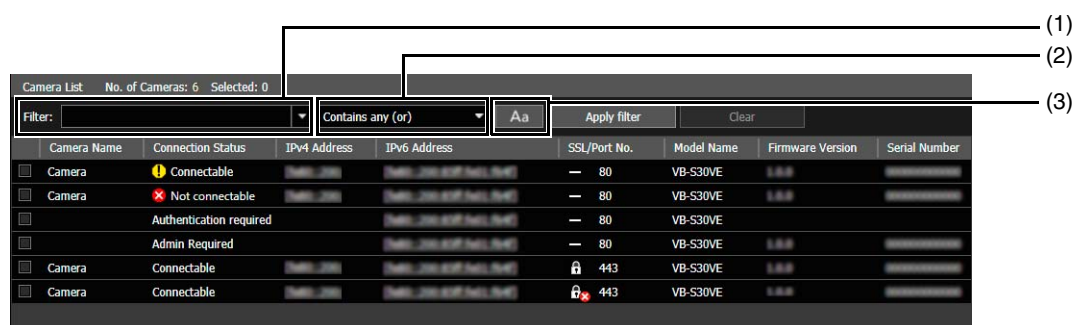 (1)
(2)
(3)
Camera List No. of Cameras: 6 Selected: 0
Filter: Contains any (or) Aa Apply filter Clear
Camera Name Connection Status IPv4 Address IPv6 Address SSL/Port No. Model Name Firmware Version Serial Number
Camera Connectable — 80 VB-S30VE
Camera Not connectable — 80 VB-S30VE
Authentication required — 80 VB-S30VE
Admin Required — 80 VB-S30VE
Camera Connectable 443 VB-S30VE
Camera Connectable 443 VB-S30VE